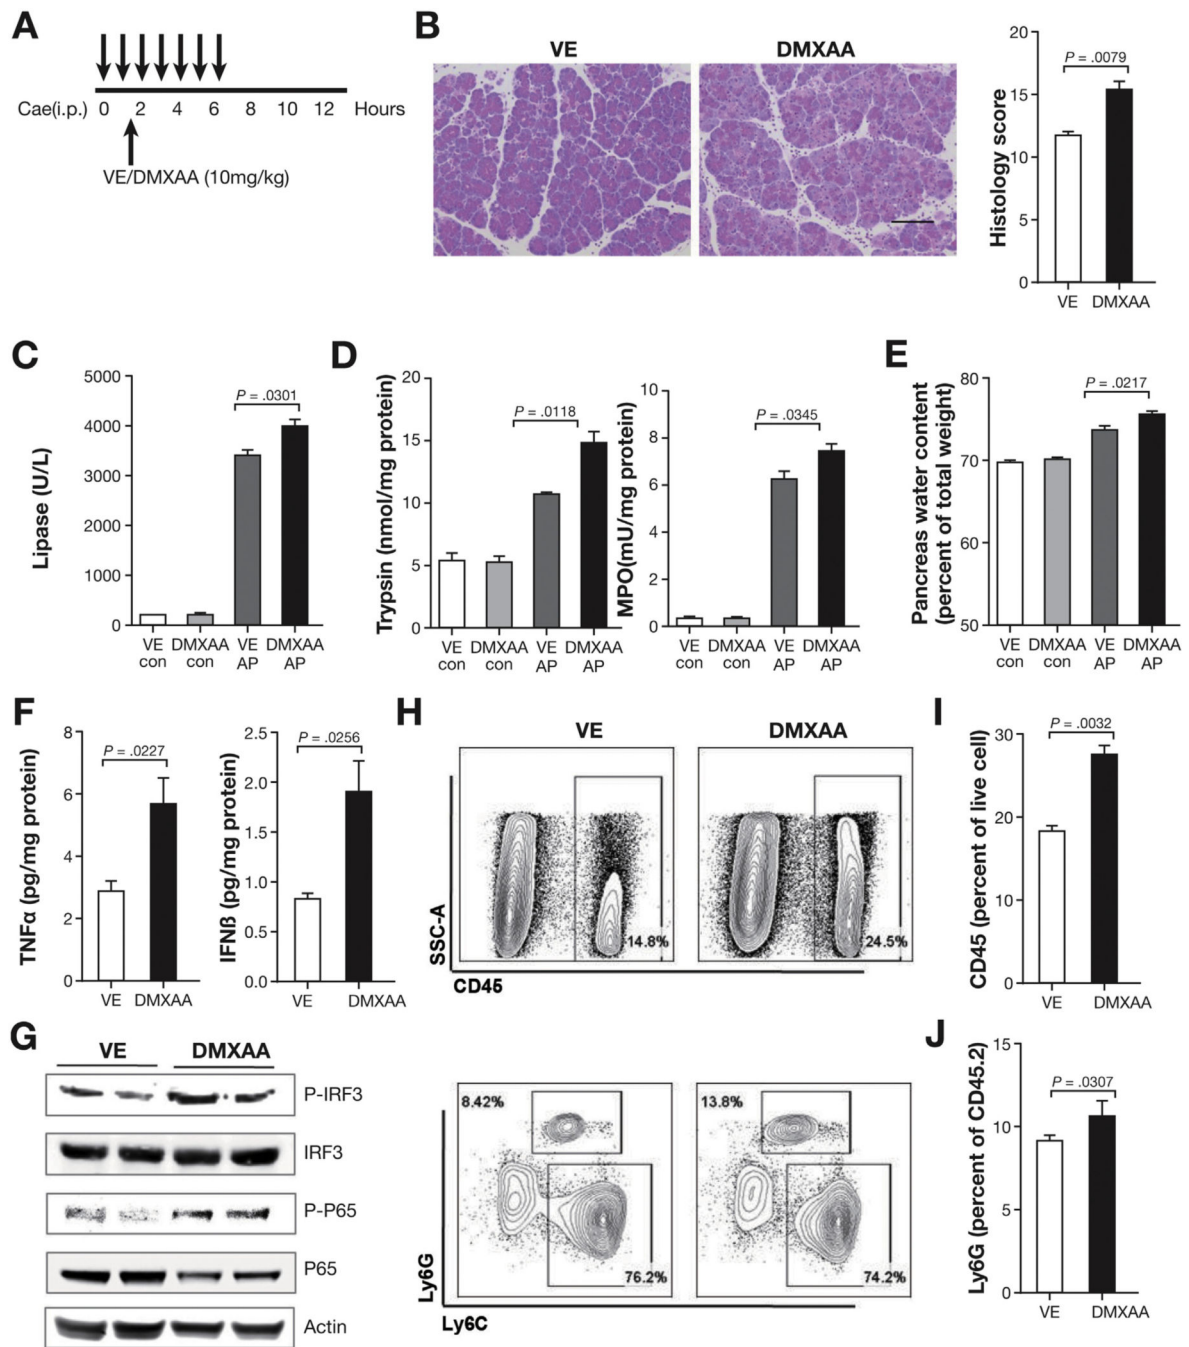 A
Cae(i.p.) 0 2 4 6 8 10 12 Hours
VE/DMXAA (10mg/kg)
B
VE DMXAA
Histology score
20
15
10
5
0
P = .0079
VE DMXAA
C
Lipase (U/L)
5000
4000
3000
2000
1000
0
P = .0301
VE DMXAA VE DMXAA
con con AP AP
D
Trypsin (nmol/mg protein)
20
15
10
5
0
P = .0118
VE DMXAA VE DMXAA
con con AP AP
MPO(mU/mg protein)
10
8
6
4
2
0
P = .0345
VE DMXAA VE DMXAA
con con AP AP
E
Pancreas water content
(percent of total weight)
80
70
60
50
P = .0217
VE DMXAA VE DMXAA
con con AP AP
F
TNFα (pg/mg protein)
8
6
4
2
0
P = .0227
VE DMXAA
IFNß (pg/mg protein)
2.5
2.0
1.5
1.0
0.5
0.0
P = .0256
VE DMXAA
G
VE DMXAA
P-IRF3
IRF3
P-P65
P65
Actin
H
VE DMXAA
SSC-A
14.8% 24.5%
CD45
8.42% 13.8%
Ly6G
76.2% 74.2%
Ly6C
I
CD45 (percent of live cell)
30
20
10
0
P = .0032
VE DMXAA
J
Ly6G (percent of CD45.2)
15
10
5
0
P = .0307
VE DMXAA